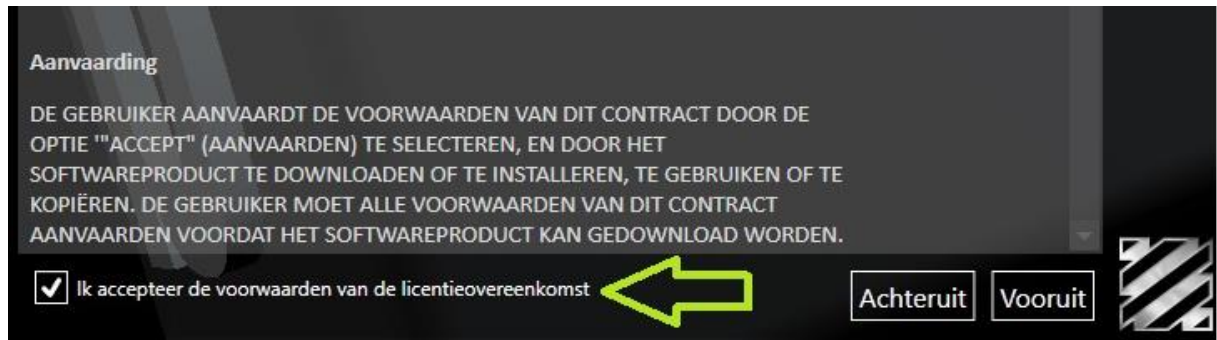 Aanvaarding
DE GEBRUIKER AANVAARDT DE VOORWAARDEN VAN DIT CONTRACT DOOR DE
OPTIE '"ACCEPT" (AANVAARDEN) TE SELECTEREN, EN DOOR HET
SOFTWAREPRODUCT TE DOWNLOADEN OF TE INSTALLEREN, TE GEBRUIKEN OF TE
KOPIËREN. DE GEBRUIKER MOET ALLE VOORWAARDEN VAN DIT CONTRACT
AANVAARDEN VOORDAT HET SOFTWAREPRODUCT KAN GEDOWNLOAD WORDEN.
Ik accepteer de voorwaarden van de licentieovereenkomst
Achteruit Vooruit